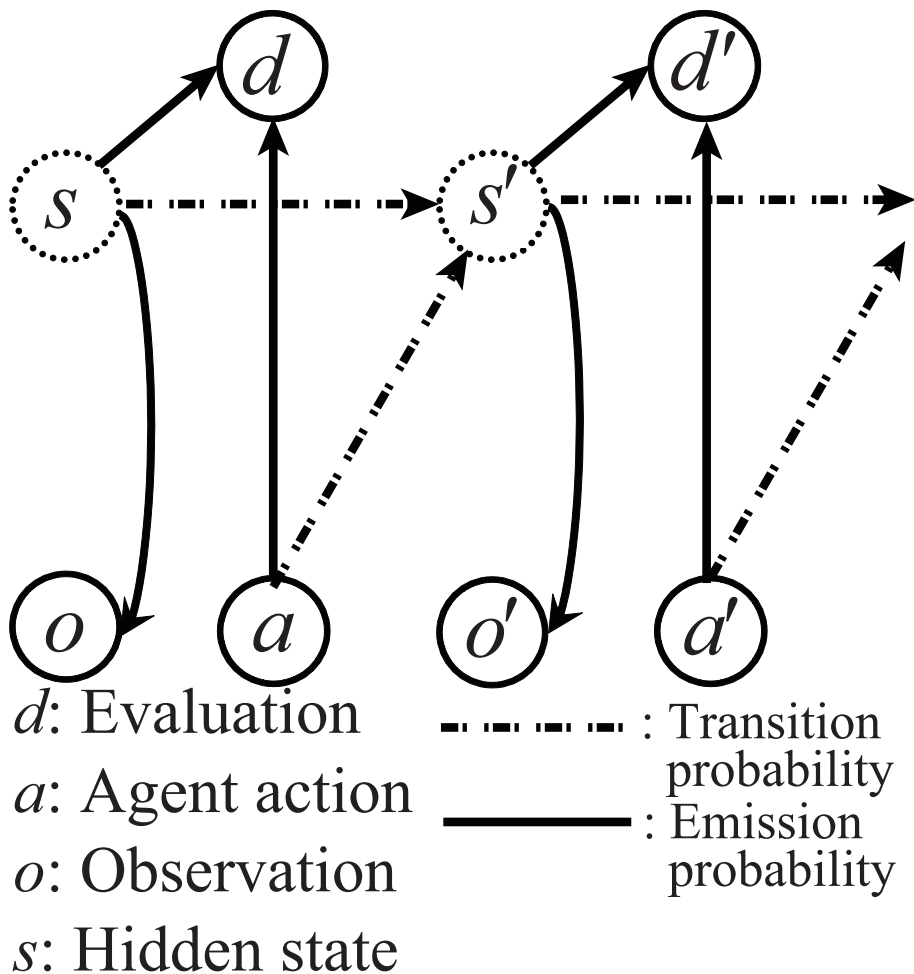 d
d′
s
s′
o
a
o′
a′
d: Evaluation
a: Agent action
o: Observation
s: Hidden state
: Transition
probability
: Emission
probability